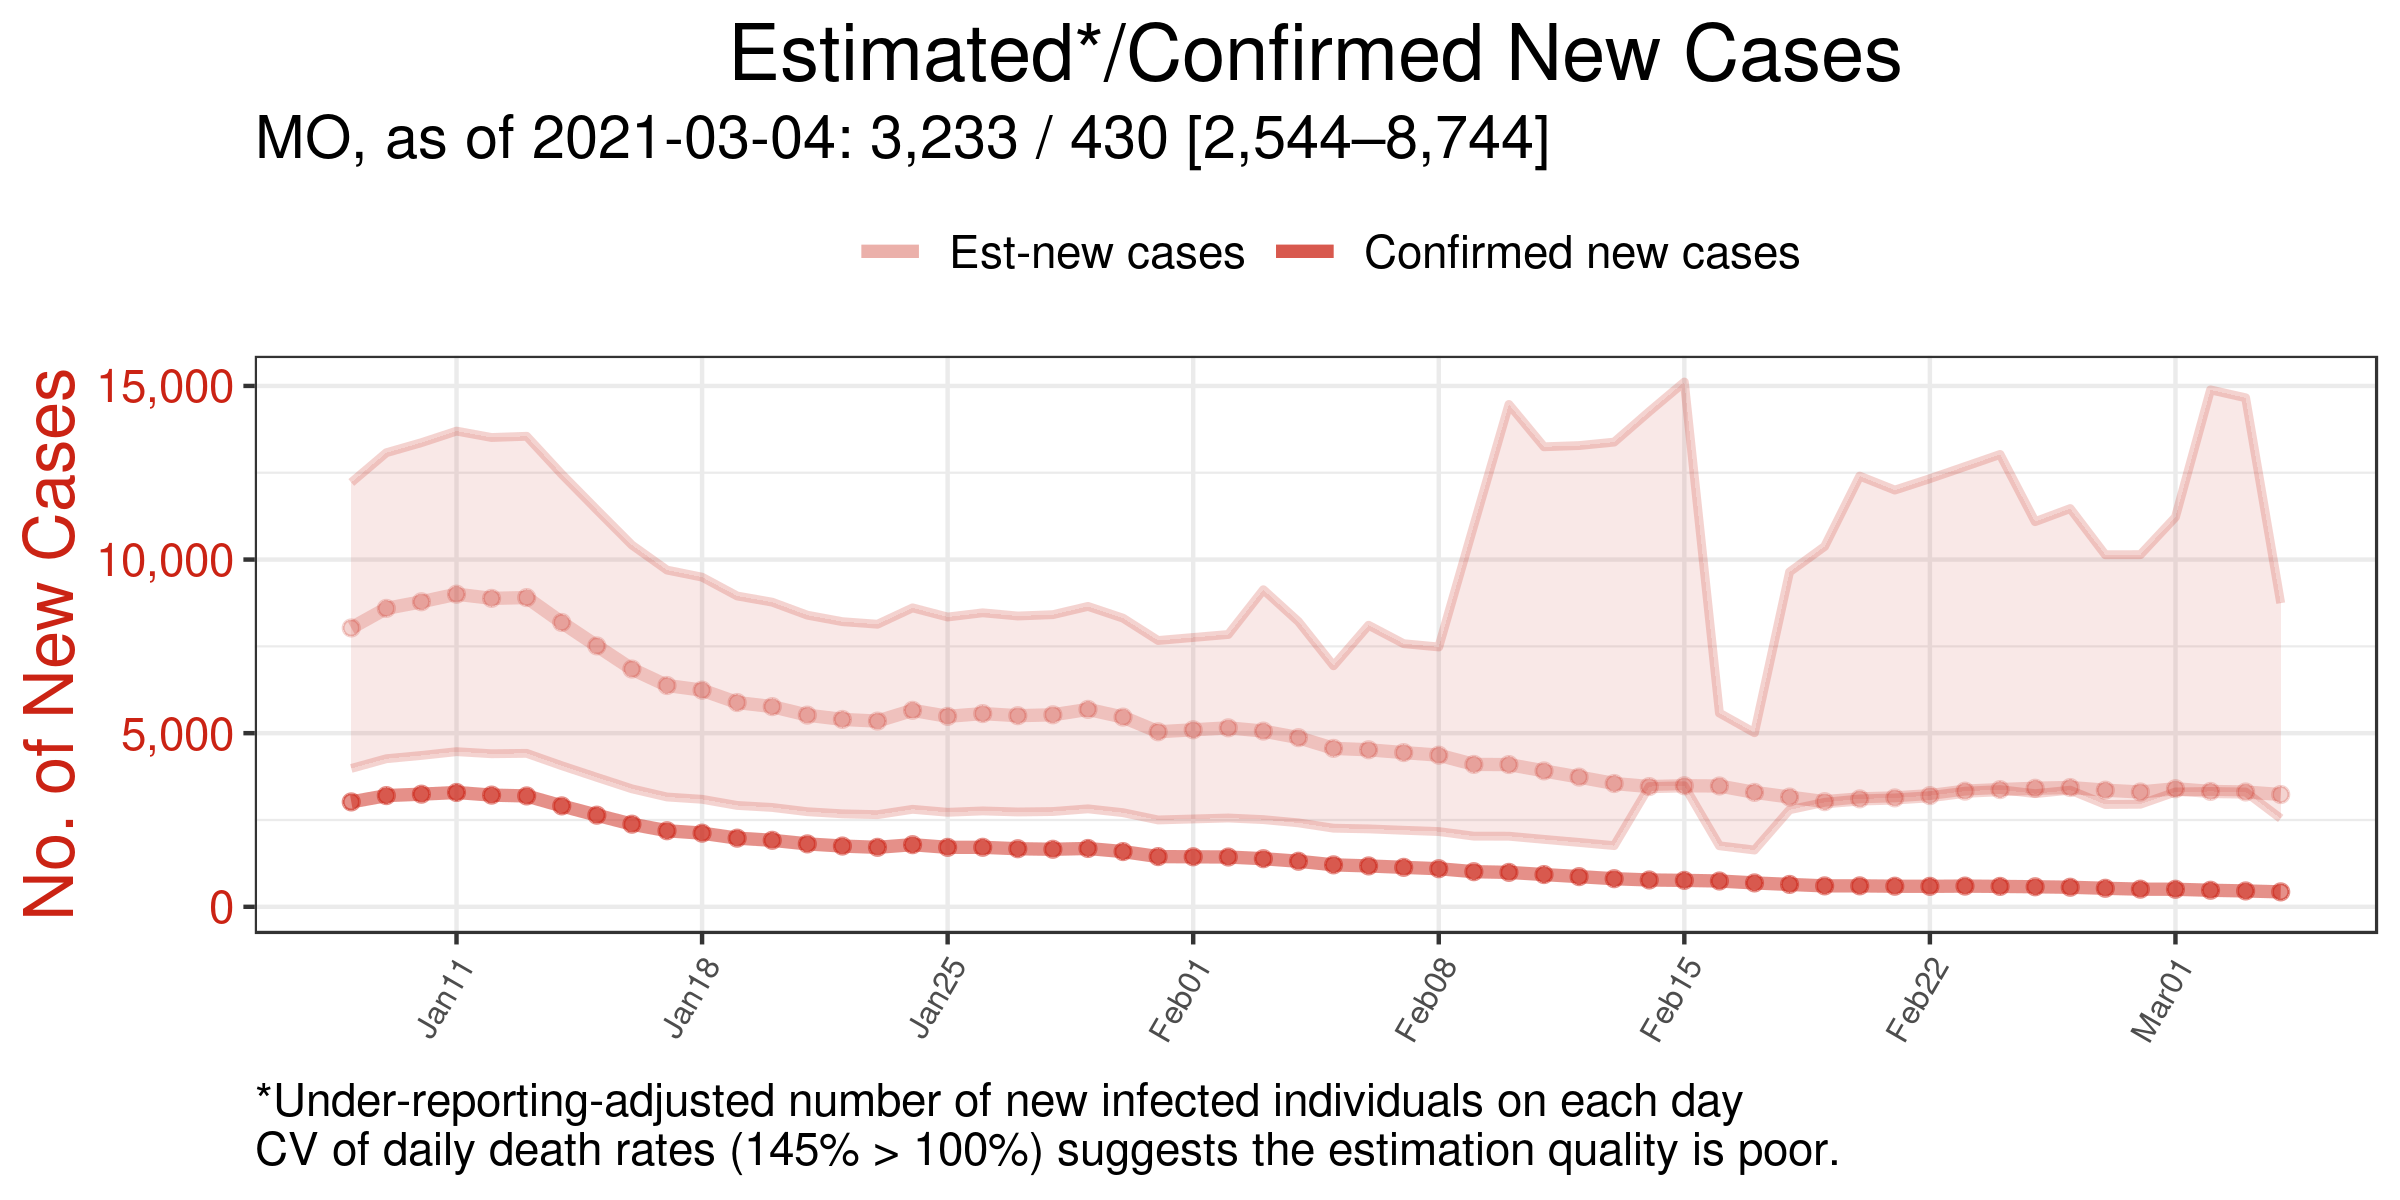 Estimated*/Confirmed New Cases
MO, as of 2021-03-04: 3,233 / 430 [2,544–8,744]
Est-new cases
Confirmed new cases
No. of New Cases
15,000
10,000
5,000
0
Jan11
Jan18
Jan25
Feb01
Feb08
Feb15
Feb22
Mar01
*Under-reporting-adjusted number of new infected individuals on each day
CV of daily death rates (145% > 100%) suggests the estimation quality is poor.